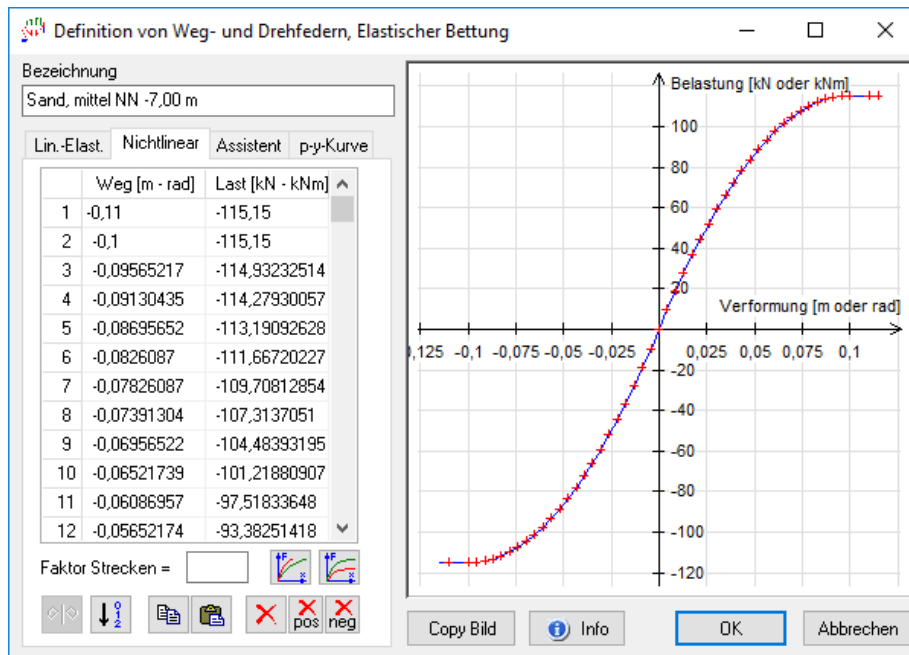 Definition von Weg- und Drehfedern, Elastischer Bettung
Bezeichnung
Sand, mittel NN -7,00 m
Lin.-Elast. Nichtlinear Assistent p-y-Kurve
Weg [m - rad] Last [kN - kNm]
1 -0,11 -115,15
2 -0,1 -115,15
3 -0,09565217 -114,93232514
4 -0,09130435 -114,27930057
5 -0,08695652 -113,19092628
6 -0,0826087 -111,66720227
7 -0,07826087 -109,70812854
8 -0,07391304 -107,3137051
9 -0,06956522 -104,48393195
10 -0,06521739 -101,21880907
11 -0,06086957 -97,51833648
12 -0,05652174 -93,38251418
Faktor Strecken =
F x F x
0 1 2 pos neg
Belastung [kN oder kNm]
100
80
60
40
20
Verformung [m oder rad]
0,125 -0,1 -0,075 -0,05 -0,025 0,025 0,05 0,075 0,1
-20
-40
-60
-80
-100
-120
Copy Bild Info OK Abbrechen